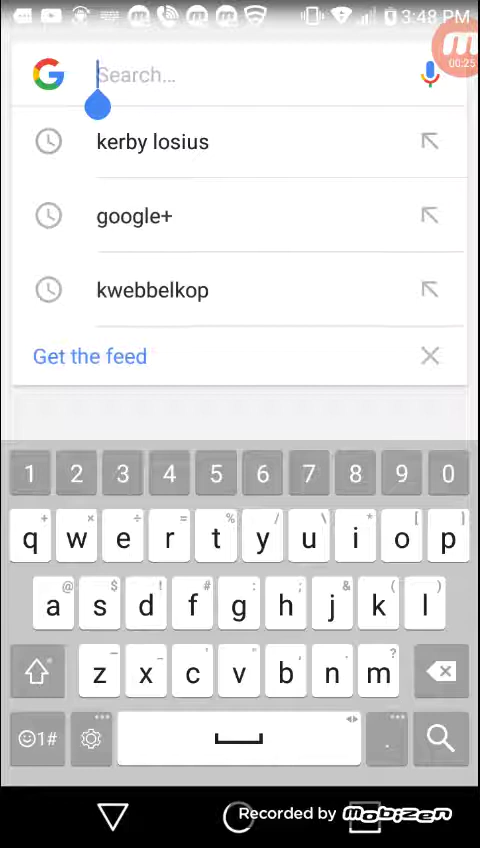 3:48 PM
00:25
Search...
kerby losius
google+
kwebbelkop
Get the feed
1 2 3 4 5 6 7 8 9 0
+ × ÷ = % / \ * [ ]
q w e r t y u i o p
@ $ ! # : ; & ( )
a s d f g h j k l
- _ ' " , ?
z x c v b n m
1# .
Recorded by mobizen